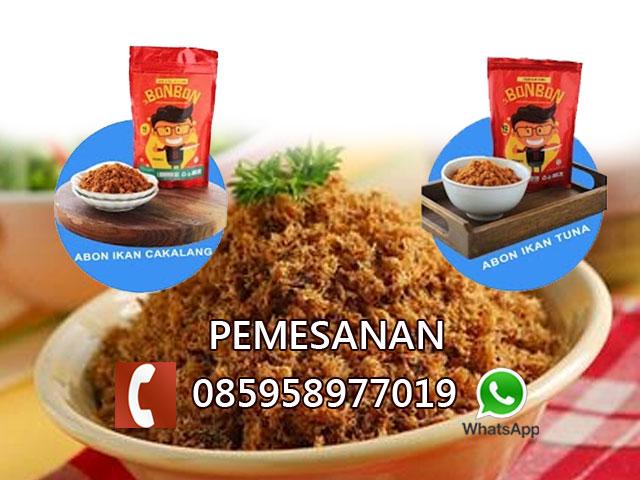 BONBON
BONBON
ABON IKAN CAKALANG
ABON IKAN TUNA
PEMESANAN
085958977019
WhatsApp